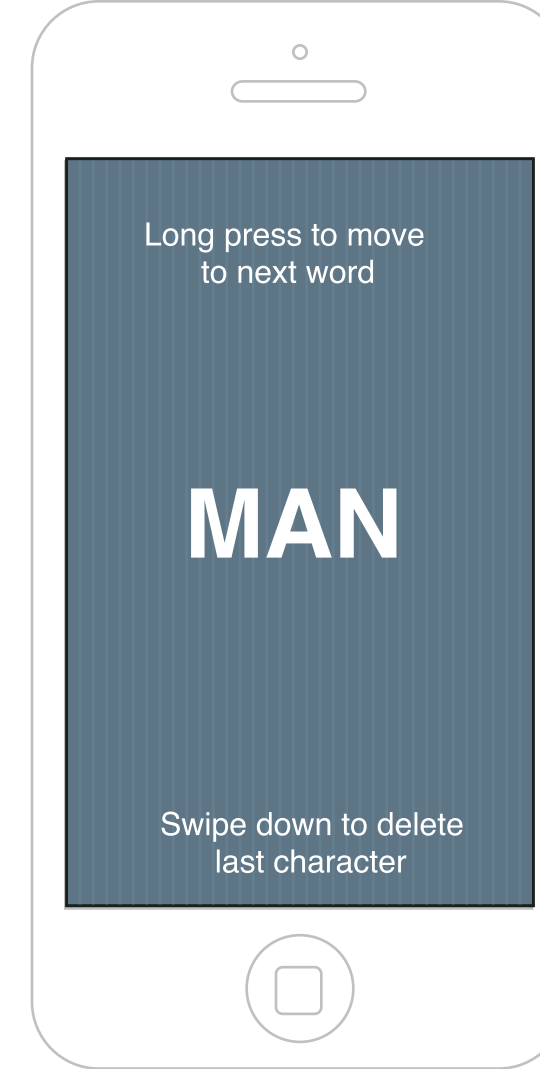 Long press to move
to next word
MAN
Swipe down to delete
last character